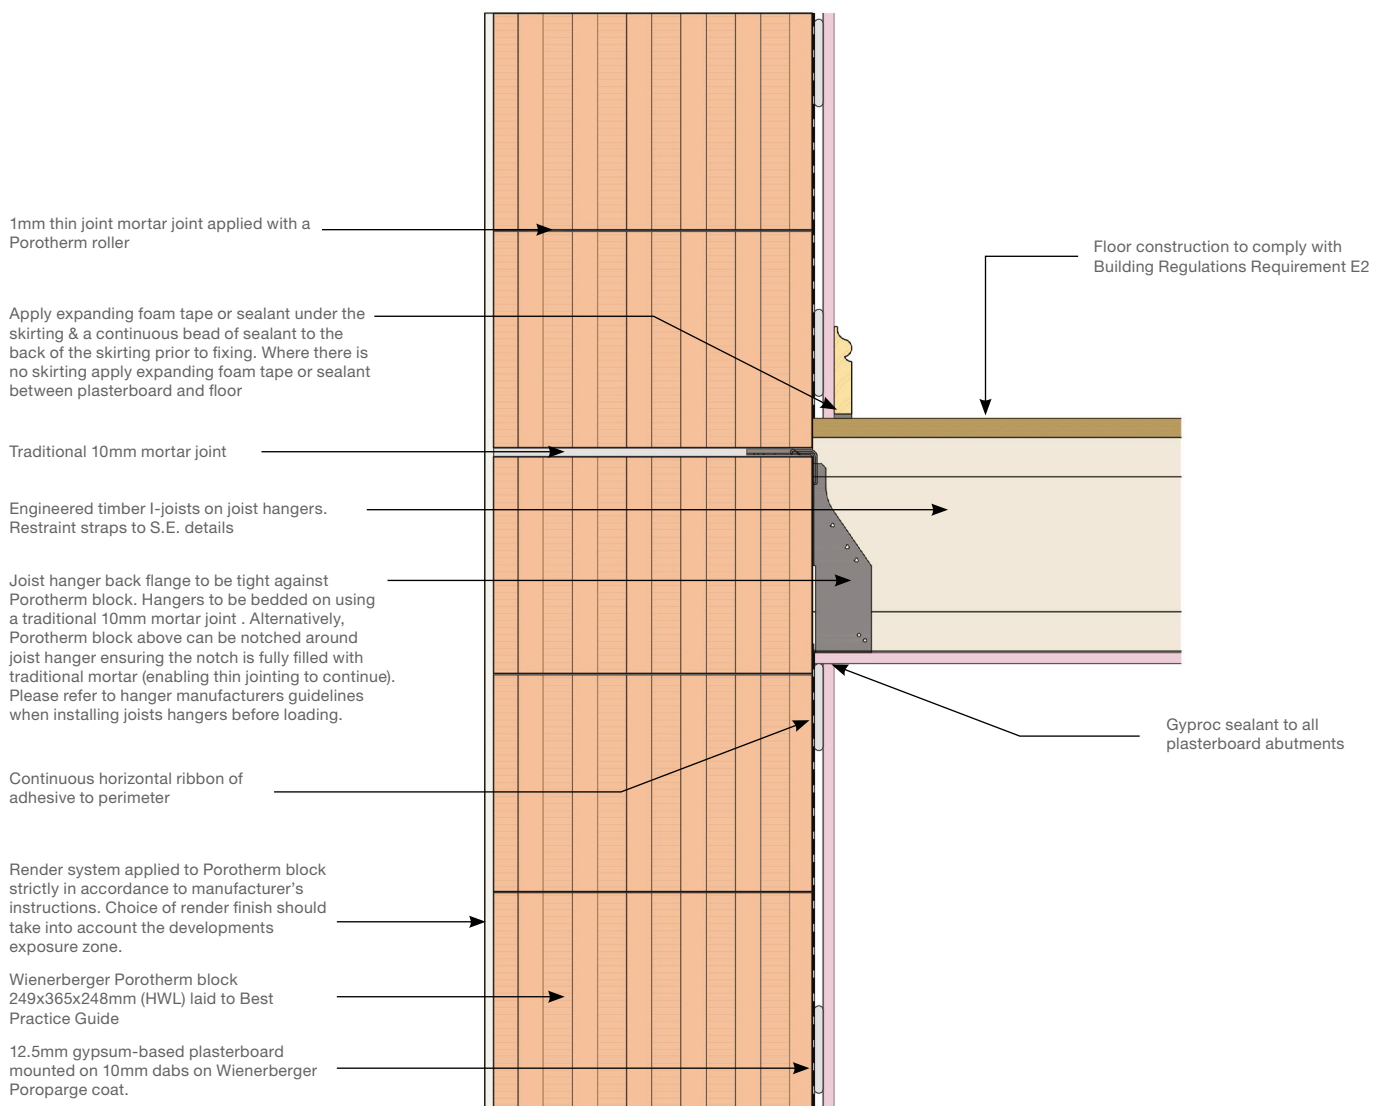 1mm thin joint mortar joint applied with a
Porotherm roller
Apply expanding foam tape or sealant under the
skirting & a continuous bead of sealant to the
back of the skirting prior to fixing. Where there is
no skirting apply expanding foam tape or sealant
between plasterboard and floor
Traditional 10mm mortar joint
Engineered timber I-joists on joist hangers.
Restraint straps to S.E. details
Joist hanger back flange to be tight against
Porotherm block. Hangers to be bedded on using
a traditional 10mm mortar joint . Alternatively,
Porotherm block above can be notched around
joist hanger ensuring the notch is fully filled with
traditional mortar (enabling thin jointing to continue).
Please refer to hanger manufacturers guidelines
when installing joists hangers before loading.
Continuous horizontal ribbon of
adhesive to perimeter
Render system applied to Porotherm block
strictly in accordance to manufacturer’s
instructions. Choice of render finish should
take into account the developments
exposure zone.
Wienerberger Porotherm block
249x365x248mm (HWL) laid to Best
Practice Guide
12.5mm gypsum-based plasterboard
mounted on 10mm dabs on Wienerberger
Poroparge coat.
Floor construction to comply with
Building Regulations Requirement E2
Gyproc sealant to all
plasterboard abutments